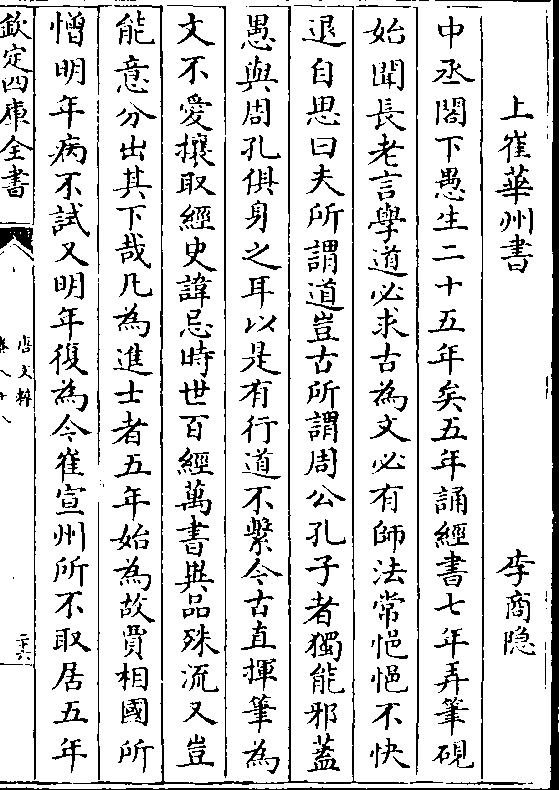 上崔華州書 李商隐
中丞閤下愚生二十五年矣五年誦經書七年弄筆硯
始聞長老言學道必求古為文必有師法常悒悒不快
退自思曰夫所謂道豈古所謂周公孔子者獨能邪蓋
愚與周孔俱身之耳以是有行道不繫今古直揮筆為
文不愛攘取經史諱忌時世百經萬書異品殊流又豈
能意分出其下哉凡為進士者五年始為故賈相國所
憎明年病不試又明年復為今崔宣州所不取居五年
欽定四庫全書
唐文粹
卷八十八
二十六